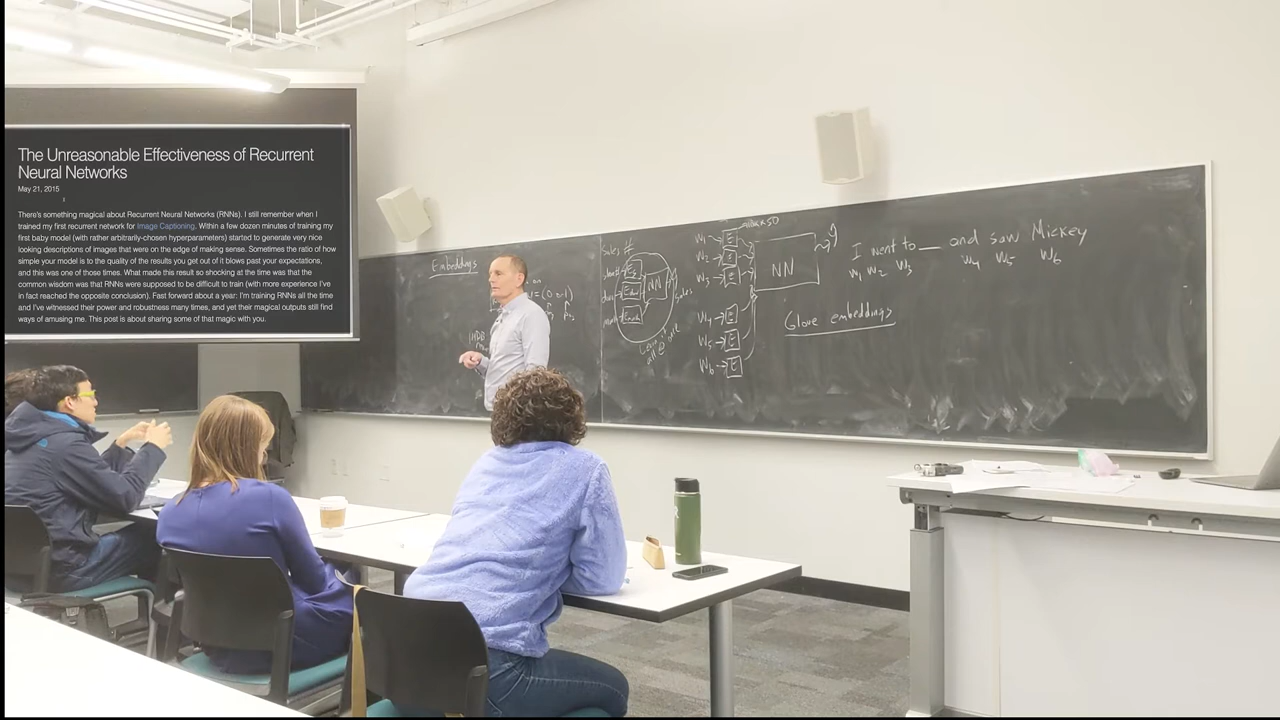 The Unreasonable Effectiveness of Recurrent
Neural Networks
May 21, 2015
There's something magical about Recurrent Neural Networks (RNNs). I still remember when I
trained my first recurrent network for Image Captioning. Within a few dozen minutes of training my
first baby model (with rather arbitrarily-chosen hyperparameters) started to generate very nice
looking descriptions of images that were on the edge of making sense. Sometimes the ratio of how
simple your model is to the quality of the results you get out of it blows past your expectations,
and this was one of those times. What made this result so shocking at the time was that the
common wisdom was that RNNs were supposed to be difficult to train (with more experience I've
in fact reached the opposite conclusion). Fast forward about a year: I'm training RNNs all the time
and I've witnessed their power and robustness many times, and yet their magical outputs still find
ways of amusing me. This post is about sharing some of that magic with you.
Embeddings
Sales #
NN
sales
W1 E
W2 E
W3 E
W4 E
W5 E
W6 E
NN
I went to __ and saw Mickey
W1 W2 W3 W4 W5 W6
Glove embeddings